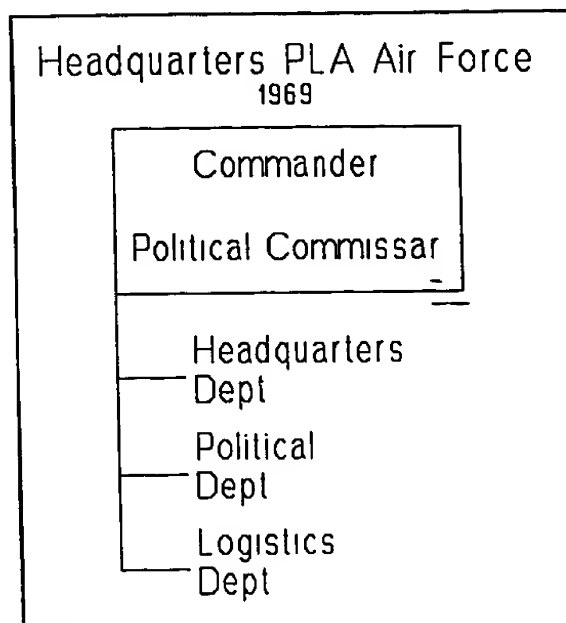 Headquarters PLA Air Force
1969
Commander
Political Commissar
Headquarters
Dept
Political
Dept
Logistics
Dept